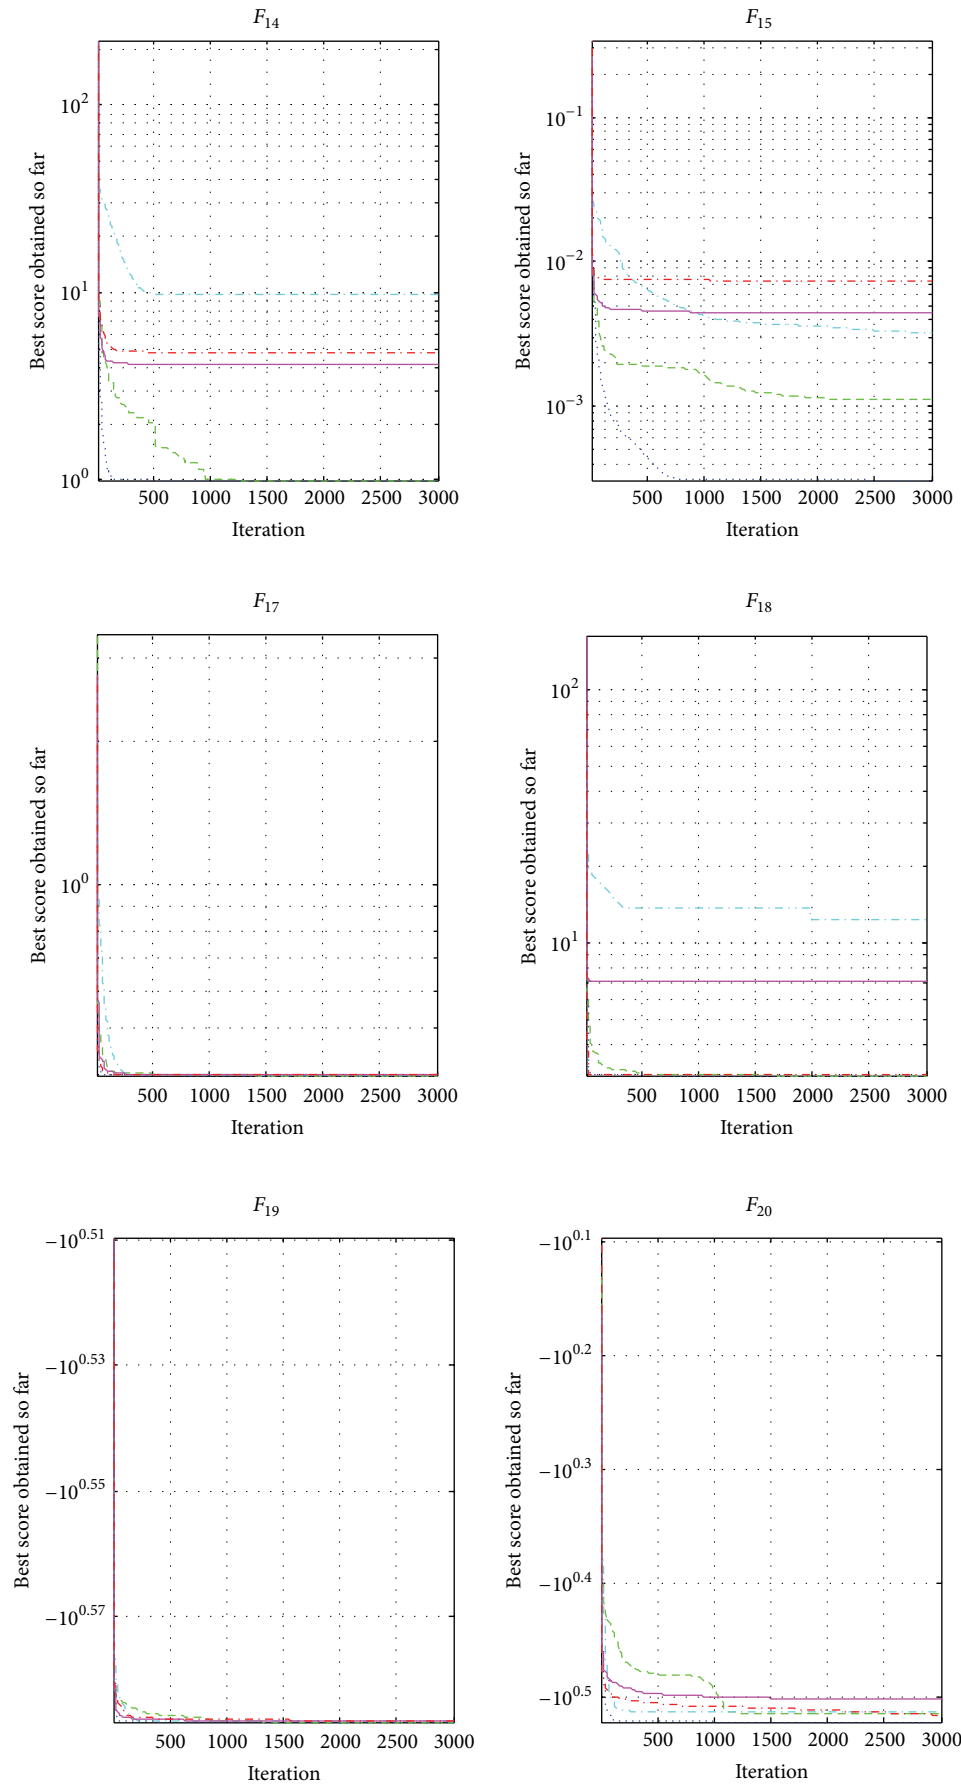 F14
Best score obtained so far
10^2
10^1
10^0
500 1000 1500 2000 2500 3000
Iteration
F15
Best score obtained so far
10^−1
10^−2
10^−3
500 1000 1500 2000 2500 3000
Iteration
F17
Best score obtained so far
10^0
500 1000 1500 2000 2500 3000
Iteration
F18
Best score obtained so far
10^2
10^1
500 1000 1500 2000 2500 3000
Iteration
F19
Best score obtained so far
−10^0.51
−10^0.53
−10^0.55
−10^0.57
500 1000 1500 2000 2500 3000
Iteration
F20
Best score obtained so far
−10^0.1
−10^0.2
−10^0.3
−10^0.4
−10^0.5
500 1000 1500 2000 2500 3000
Iteration